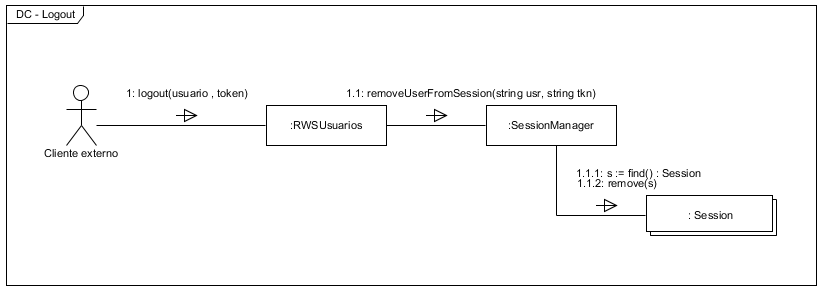 DC - Logout
1: logout(usuario , token)
1.1: removeUserFromSession(string usr, string tkn)
:RWSUsuarios
:SessionManager
Cliente externo
1.1.1: s := find() : Session
1.1.2: remove(s)
: Session